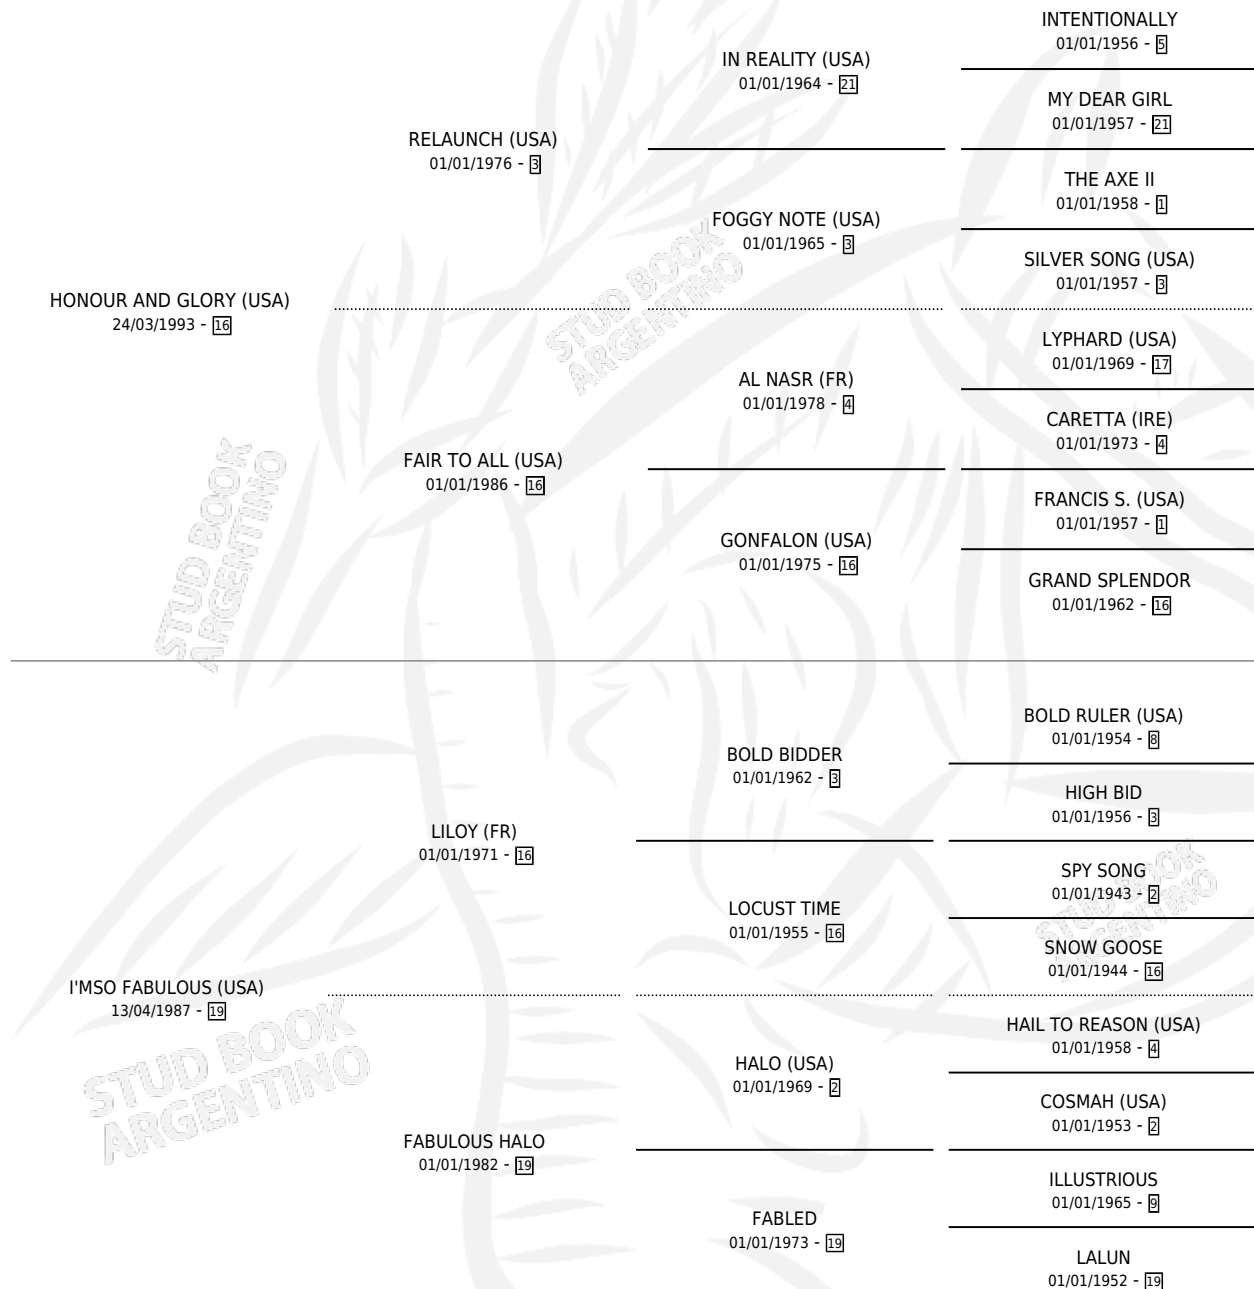 INTENTIONALLY
01/01/1956 - 5
IN REALITY (USA)
01/01/1964 - 21
MY DEAR GIRL
01/01/1957 - 21
RELAUNCH (USA)
01/01/1976 - 3
THE AXE II
01/01/1958 - 1
FOGGY NOTE (USA)
01/01/1965 - 3
SILVER SONG (USA)
01/01/1957 - 3
HONOUR AND GLORY (USA)
24/03/1993 - 16
LYPHARD (USA)
01/01/1969 - 17
AL NASR (FR)
01/01/1978 - 4
CARETTA (IRE)
01/01/1973 - 4
FAIR TO ALL (USA)
01/01/1986 - 16
FRANCIS S. (USA)
01/01/1957 - 1
GONFALON (USA)
01/01/1975 - 16
GRAND SPLENDOR
01/01/1962 - 16
BOLD RULER (USA)
01/01/1954 - 8
BOLD BIDDER
01/01/1962 - 3
HIGH BID
01/01/1956 - 3
LILOY (FR)
01/01/1971 - 16
SPY SONG
01/01/1943 - 2
LOCUST TIME
01/01/1955 - 16
SNOW GOOSE
01/01/1944 - 16
I'MSO FABULOUS (USA)
13/04/1987 - 19
HAIL TO REASON (USA)
01/01/1958 - 4
HALO (USA)
01/01/1969 - 2
COSMAH (USA)
01/01/1953 - 2
FABULOUS HALO
01/01/1982 - 19
ILLUSTRIOUS
01/01/1965 - 9
FABLED
01/01/1973 - 19
LALUN
01/01/1952 - 19
STUD BOOK
ARGENTINO
STUD BOOK
ARGENTINO
STUD BOOK
ARGENTINO
STUD BOOK
ARGENTINO